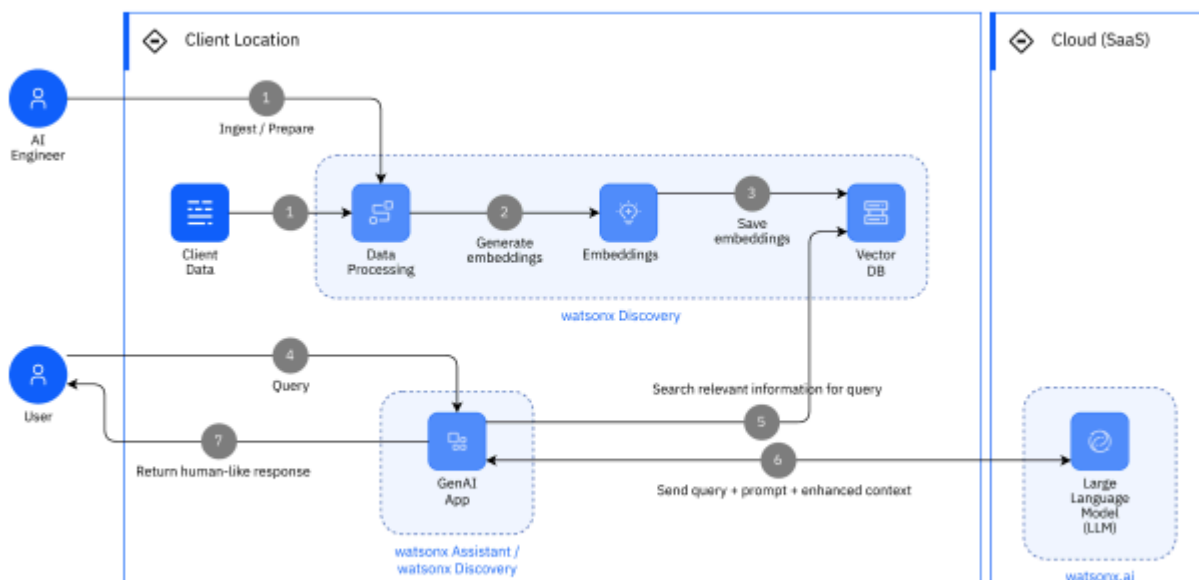 Client Location
Cloud (SaaS)
1
Ingest / Prepare
AI
Engineer
1
2
3
Client
Data
Data
Processing
Generate
embeddings
Embeddings
Save
embeddings
Vector
DB
watsonx Discovery
4
Query
User
Search relevant information for query
5
7
Return human-like response
GenAI
App
6
Send query + prompt + enhanced context
Large
Language
Model
(LLM)
watsonx Assistant /
watsonx Discovery
watsonx.ai